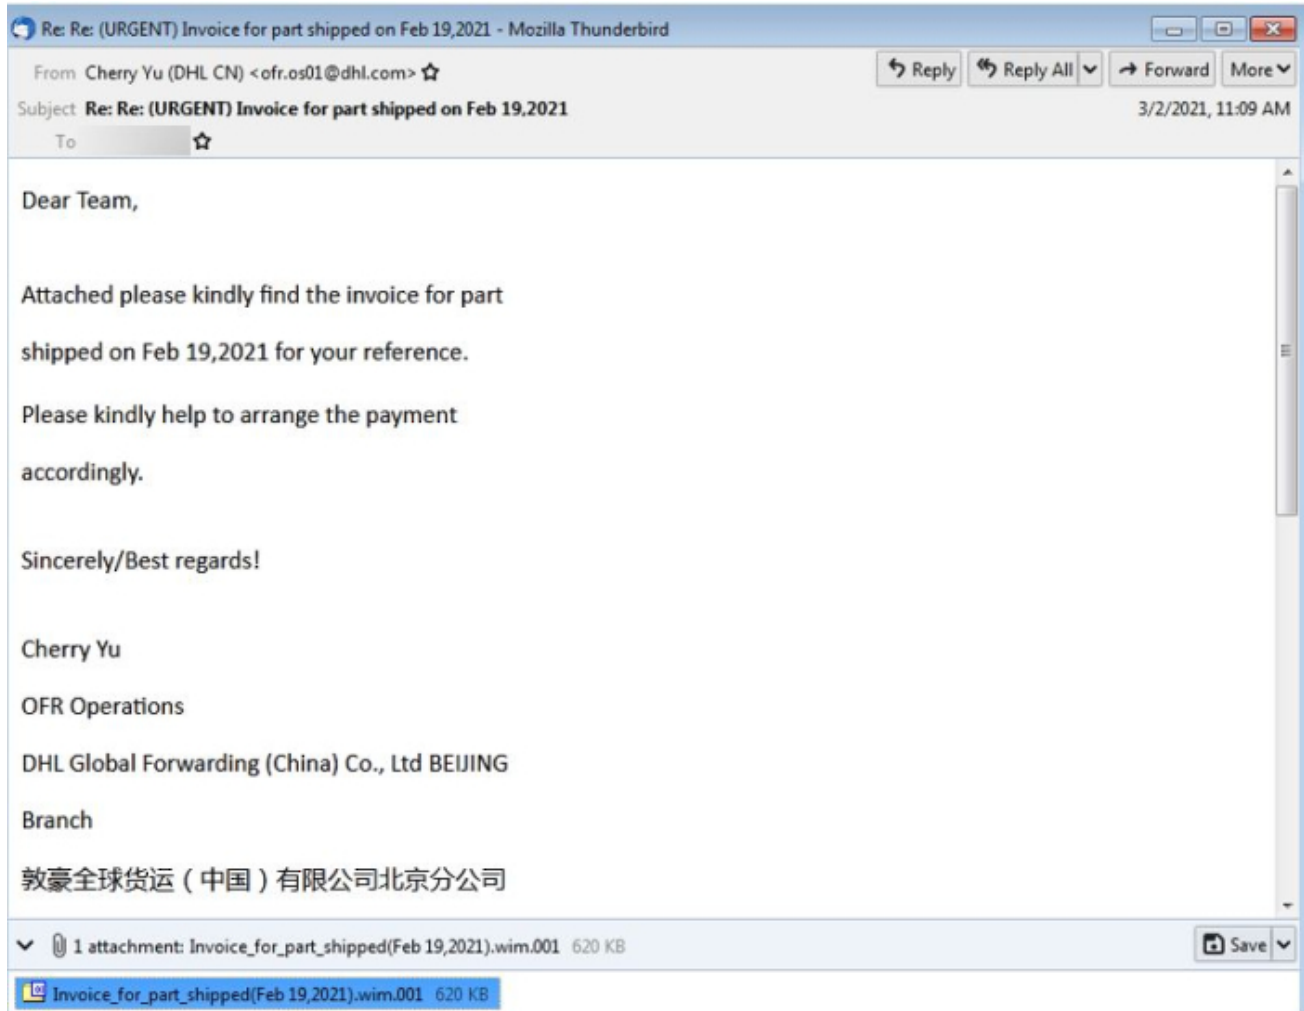 Re: Re: (URGENT) Invoice for part shipped on Feb 19,2021 - Mozilla Thunderbird
From Cherry Yu (DHL CN) <ofr.os01@dhl.com>
Reply Reply All Forward More
Subject Re: Re: (URGENT) Invoice for part shipped on Feb 19,2021
3/2/2021, 11:09 AM
To
Dear Team,
Attached please kindly find the invoice for part
shipped on Feb 19,2021 for your reference.
Please kindly help to arrange the payment
accordingly.
Sincerely/Best regards!
Cherry Yu
OFR Operations
DHL Global Forwarding (China) Co., Ltd BEIJING
Branch
敦豪全球货运（中国）有限公司北京分公司
1 attachment: Invoice_for_part_shipped(Feb 19,2021).wim.001 620 KB
Save
Invoice_for_part_shipped(Feb 19,2021).wim.001 620 KB